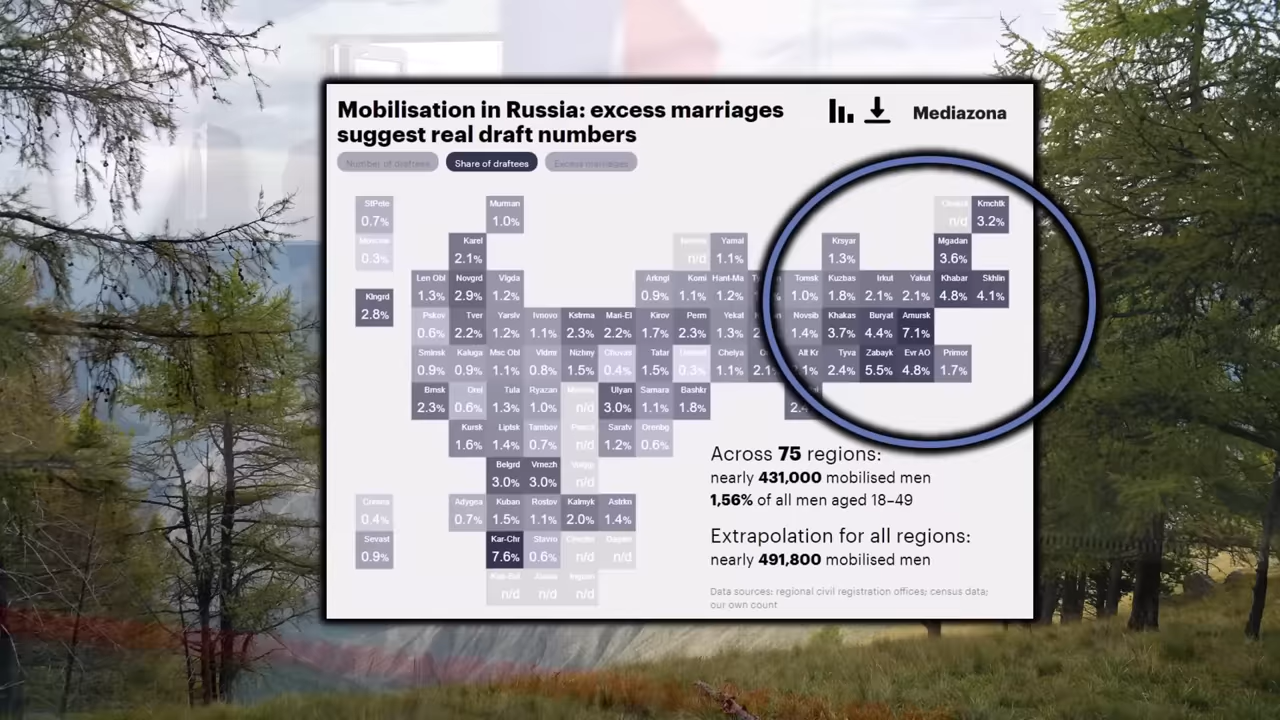 Mobilisation in Russia: excess marriages
suggest real draft numbers
Mediazona
Number of draftees Share of draftees Excess marriages
StPete Murman Kmchtk
0.7% 1.0% n/d 3.2%
Moscow Karel Yamal Krsyar Mgadan
0.3% 2.1% n/d 1.1% 1.3% 3.6%
Len Obl Novgrd Vlgda Arkngl Komi Hant-Ma Tomsk Kuzbas Irkut Yakut Khabar Skhlin
1.3% 2.9% 1.2% 0.9% 1.1% 1.2% 1.0% 1.8% 2.1% 2.1% 4.8% 4.1%
Klngrd
2.8%
Pskov Tver Yarslv Ivnovo Kstrma Mari-El Kirov Perm Yekat Novsib Khakas Buryat Amursk
0.6% 2.2% 1.2% 1.1% 2.3% 2.2% 1.7% 2.3% 1.3% 1.4% 3.7% 4.4% 7.1%
Smlnsk Kaluga Msc Obl Vldmr Nizhny Chuvas Tatar Chelya Alt Kr Tyva Zabayk Evr AO Primor
0.9% 0.9% 1.1% 0.8% 1.5% 0.4% 1.5% 0.3% 1.1% 2.1% 2.4% 5.5% 4.8% 1.7%
Brnsk Orel Tula Ryazan Ulyan Samara Bashkr
2.3% 0.6% 1.3% 1.0% n/d 3.0% 1.1% 1.8%
Kursk Liptsk Tambov Penza Saratv Orenbg
1.6% 1.4% 0.7% n/d 1.2% 0.6%
Belgrd Vrnezh Volgg
3.0% 3.0% n/d
Crimea Adygea Kuban Rostov Kalmyk Astrkn
0.4% 0.7% 1.5% 1.1% 2.0% 1.4%
Sevast Kar-Chr Stavro Dagen
0.9% 7.6% 0.6% n/d n/d
Kab-Bal Ingush
n/d n/d n/d
Across 75 regions:
nearly 431,000 mobilised men
1,56% of all men aged 18–49
Extrapolation for all regions:
nearly 491,800 mobilised men
Data sources: regional civil registration offices; census data;
our own count